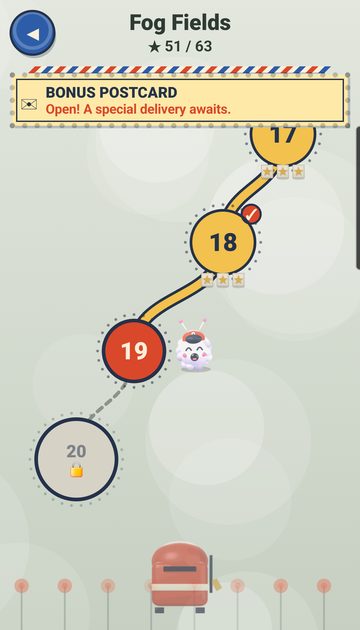 Fog Fields
★ 51 / 63
BONUS POSTCARD
Open! A special delivery awaits.
17
18
19
20